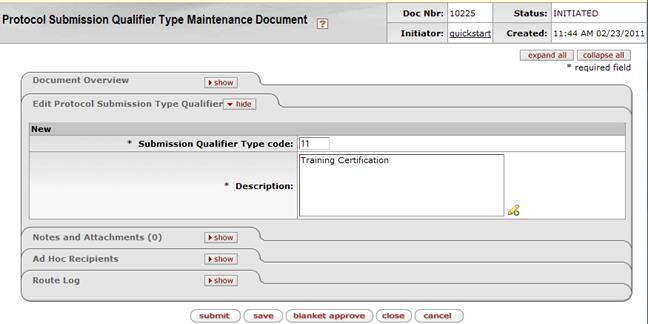 Protocol Submission Qualifier Type Maintenance Document ?
Doc Nbr: 10225 Status: INITIATED
Initiator: quickstart Created: 11:44 AM 02/23/2011
expand all collapse all
* required field
Document Overview show
Edit Protocol Submission Type Qualifier hide
New
* Submission Qualifier Type code: 11
* Description: Training Certification
Notes and Attachments (0) show
Ad Hoc Recipients show
Route Log show
submit save blanket approve close cancel